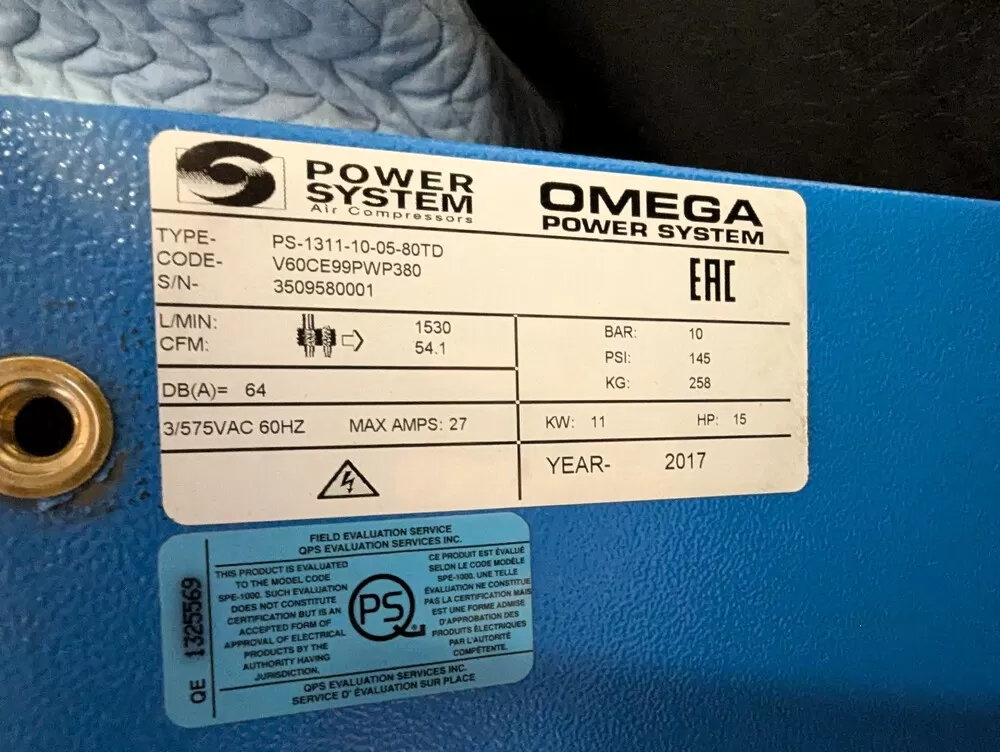 POWER
SYSTEM
Air Compressors
OMEGA
POWER SYSTEM
TYPE- PS-1311-10-05-80TD
CODE- V60CE99PWP380
S/N- 3509580001
EAC
L/MIN: 1530
CFM: 54.1
BAR: 10
PSI: 145
KG: 258
DB(A)= 64
3/575VAC 60HZ MAX AMPS: 27
KW: 11 HP: 15
YEAR- 2017
FIELD EVALUATION SERVICE
QPS EVALUATION SERVICES INC.
QE 1325569
THIS PRODUCT IS EVALUATED
TO THE MODEL CODE
SPE-1000. SUCH EVALUATION
DOES NOT CONSTITUTE
CERTIFICATION BUT IS AN
ACCEPTED FORM OF
APPROVAL OF ELECTRICAL
PRODUCTS BY THE
AUTHORITY HAVING
JURISDICTION.
QPS
CE PRODUIT EST ÉVALUÉ
SELON LE CODE MODÈLE
SPE-1000. UNE TELLE
ÉVALUATION NE CONSTITUE
PAS LA CERTIFICATION MAIS
EST UNE FORME ADMISE
D'APPROBATION DES
PRODUITS ÉLECTRIQUES
PAR L'AUTORITÉ
COMPÉTENTE.
QPS EVALUATION SERVICES INC.
SERVICE D' ÉVALUATION SUR PLACE